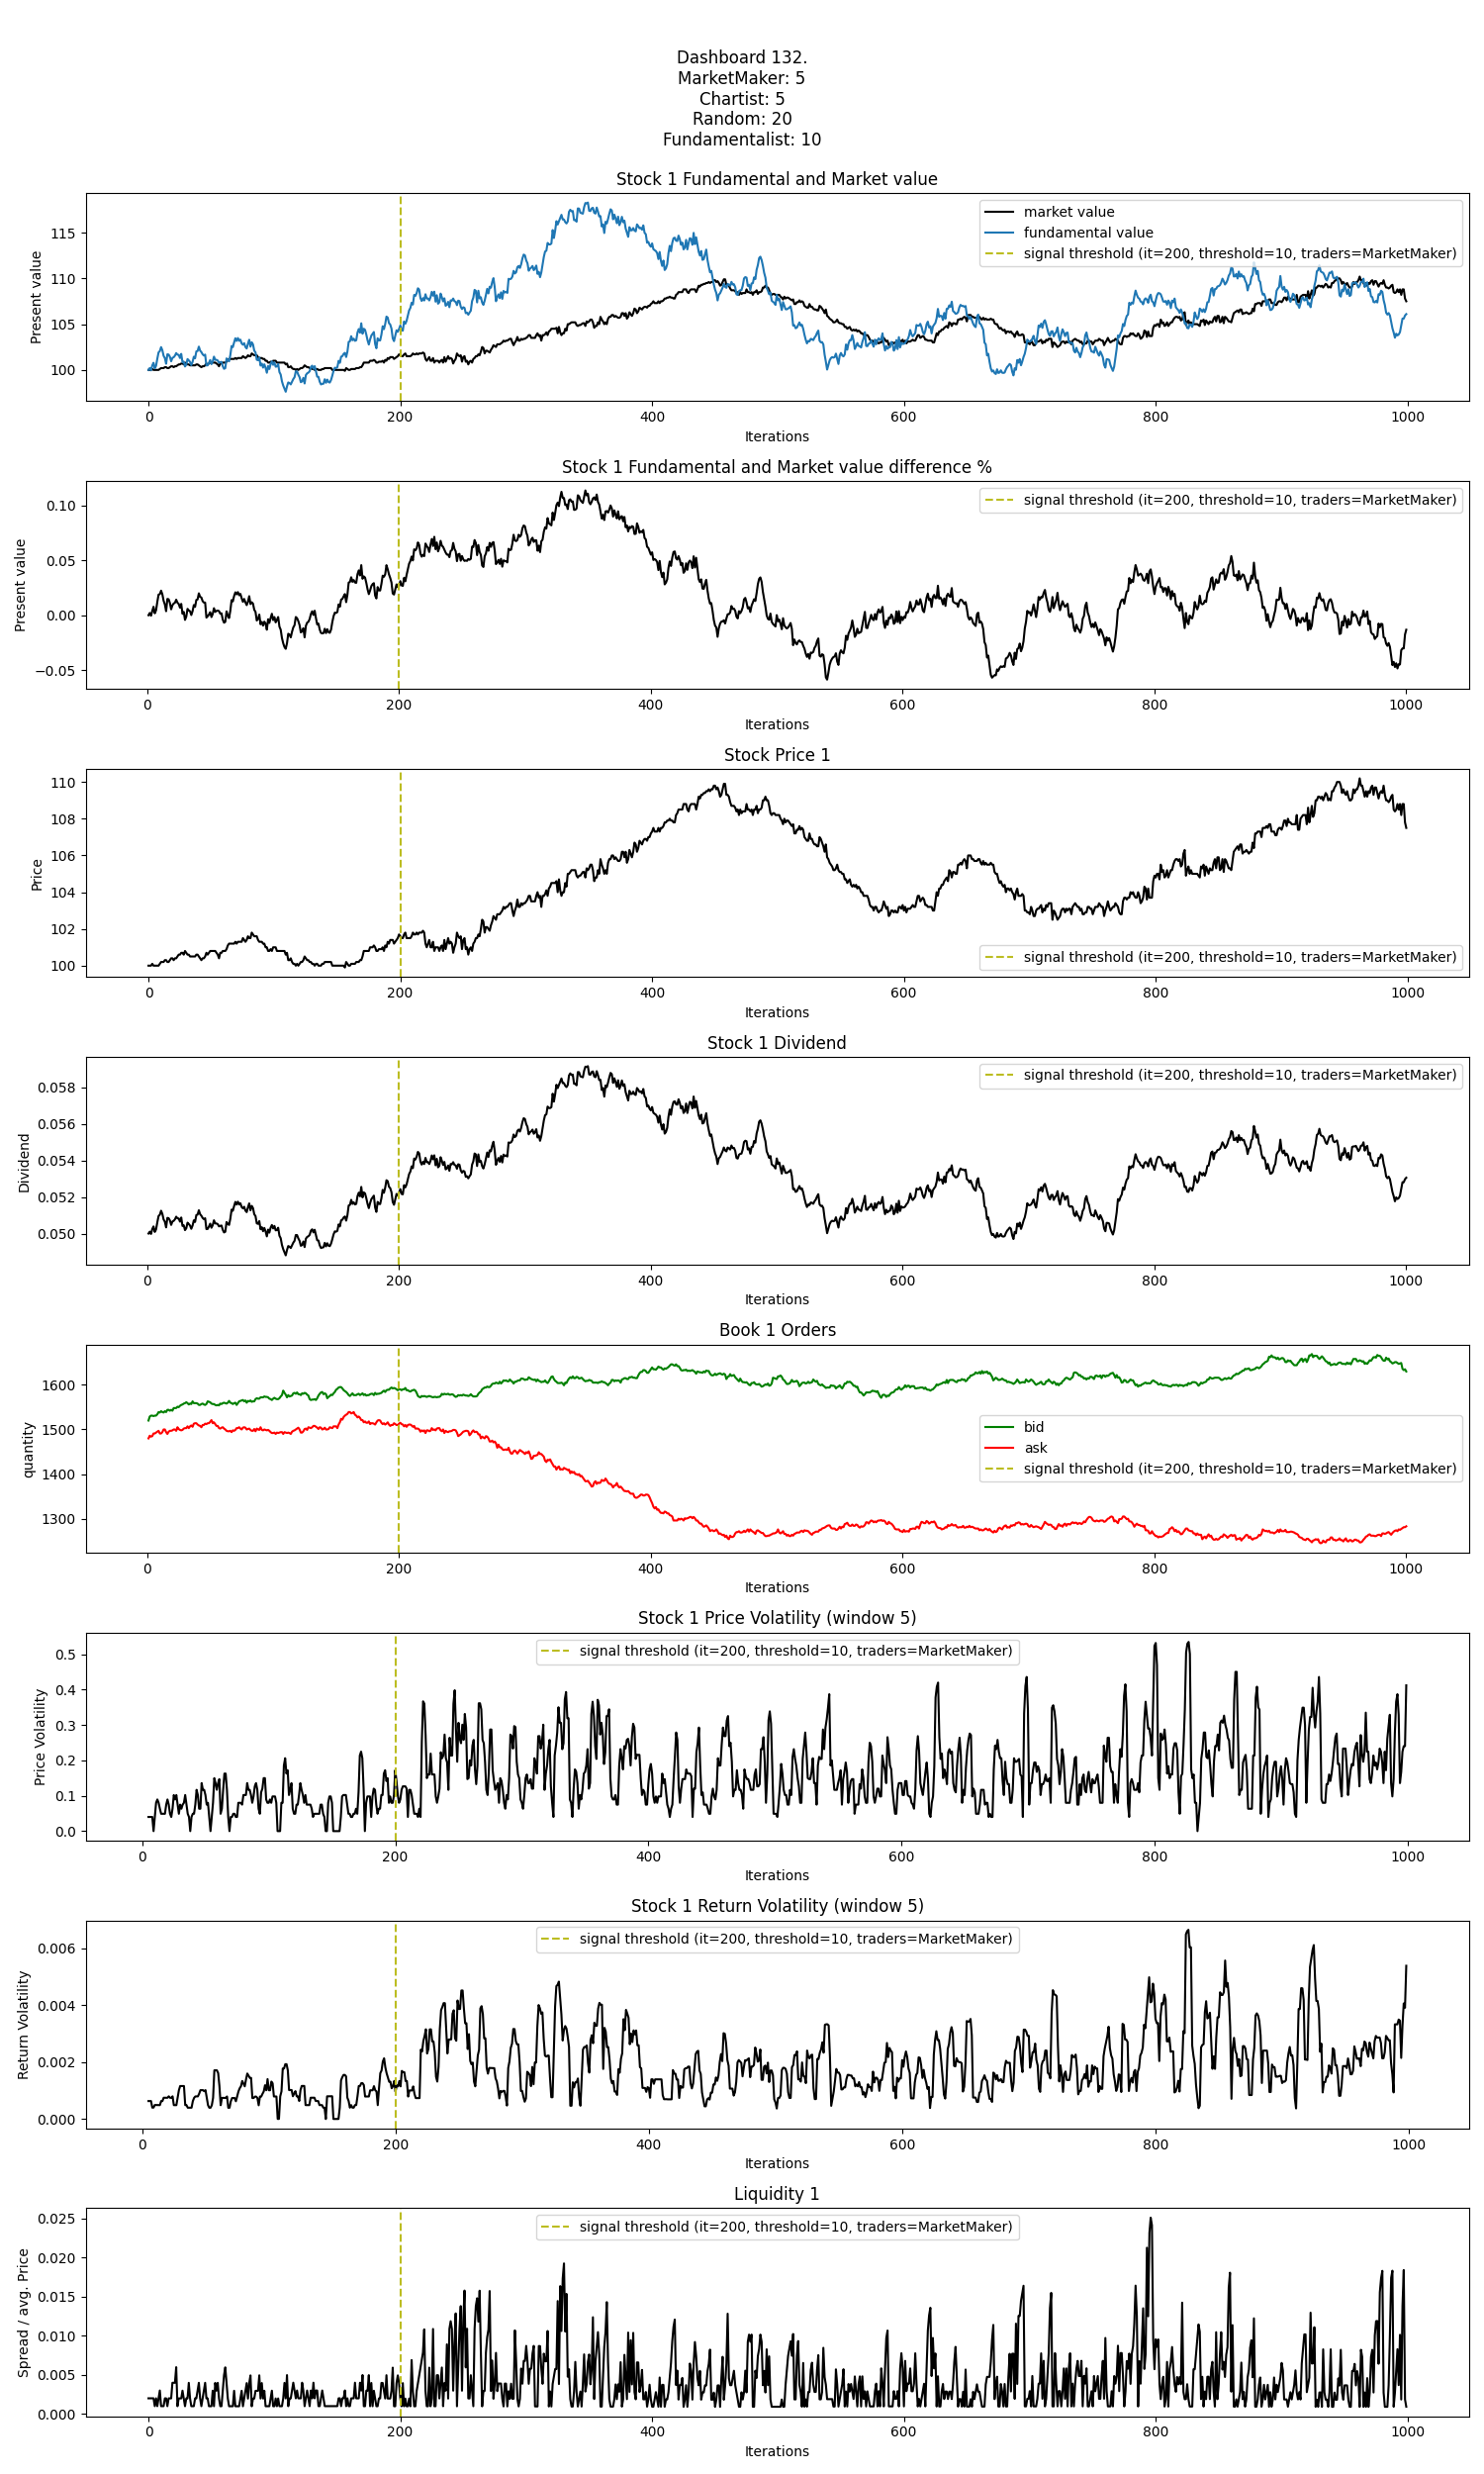 Dashboard 132.
MarketMaker: 5
Chartist: 5
Random: 20
Fundamentalist: 10
Stock 1 Fundamental and Market value
market value
fundamental value
signal threshold (it=200, threshold=10, traders=MarketMaker)
Present value
115
110
105
100
0 200 400 600 800 1000
Iterations
Stock 1 Fundamental and Market value difference %
signal threshold (it=200, threshold=10, traders=MarketMaker)
Present value
0.10
0.05
0.00
−0.05
0 200 400 600 800 1000
Iterations
Stock Price 1
Price
110
108
106
104
102
100
signal threshold (it=200, threshold=10, traders=MarketMaker)
0 200 400 600 800 1000
Iterations
Stock 1 Dividend
signal threshold (it=200, threshold=10, traders=MarketMaker)
Dividend
0.058
0.056
0.054
0.052
0.050
0 200 400 600 800 1000
Iterations
Book 1 Orders
quantity
1600
1500
1400
1300
bid
ask
signal threshold (it=200, threshold=10, traders=MarketMaker)
0 200 400 600 800 1000
Iterations
Stock 1 Price Volatility (window 5)
signal threshold (it=200, threshold=10, traders=MarketMaker)
Price Volatility
0.5
0.4
0.3
0.2
0.1
0.0
0 200 400 600 800 1000
Iterations
Stock 1 Return Volatility (window 5)
signal threshold (it=200, threshold=10, traders=MarketMaker)
Return Volatility
0.006
0.004
0.002
0.000
0 200 400 600 800 1000
Iterations
Liquidity 1
signal threshold (it=200, threshold=10, traders=MarketMaker)
Spread / avg. Price
0.025
0.020
0.015
0.010
0.005
0.000
0 200 400 600 800 1000
Iterations